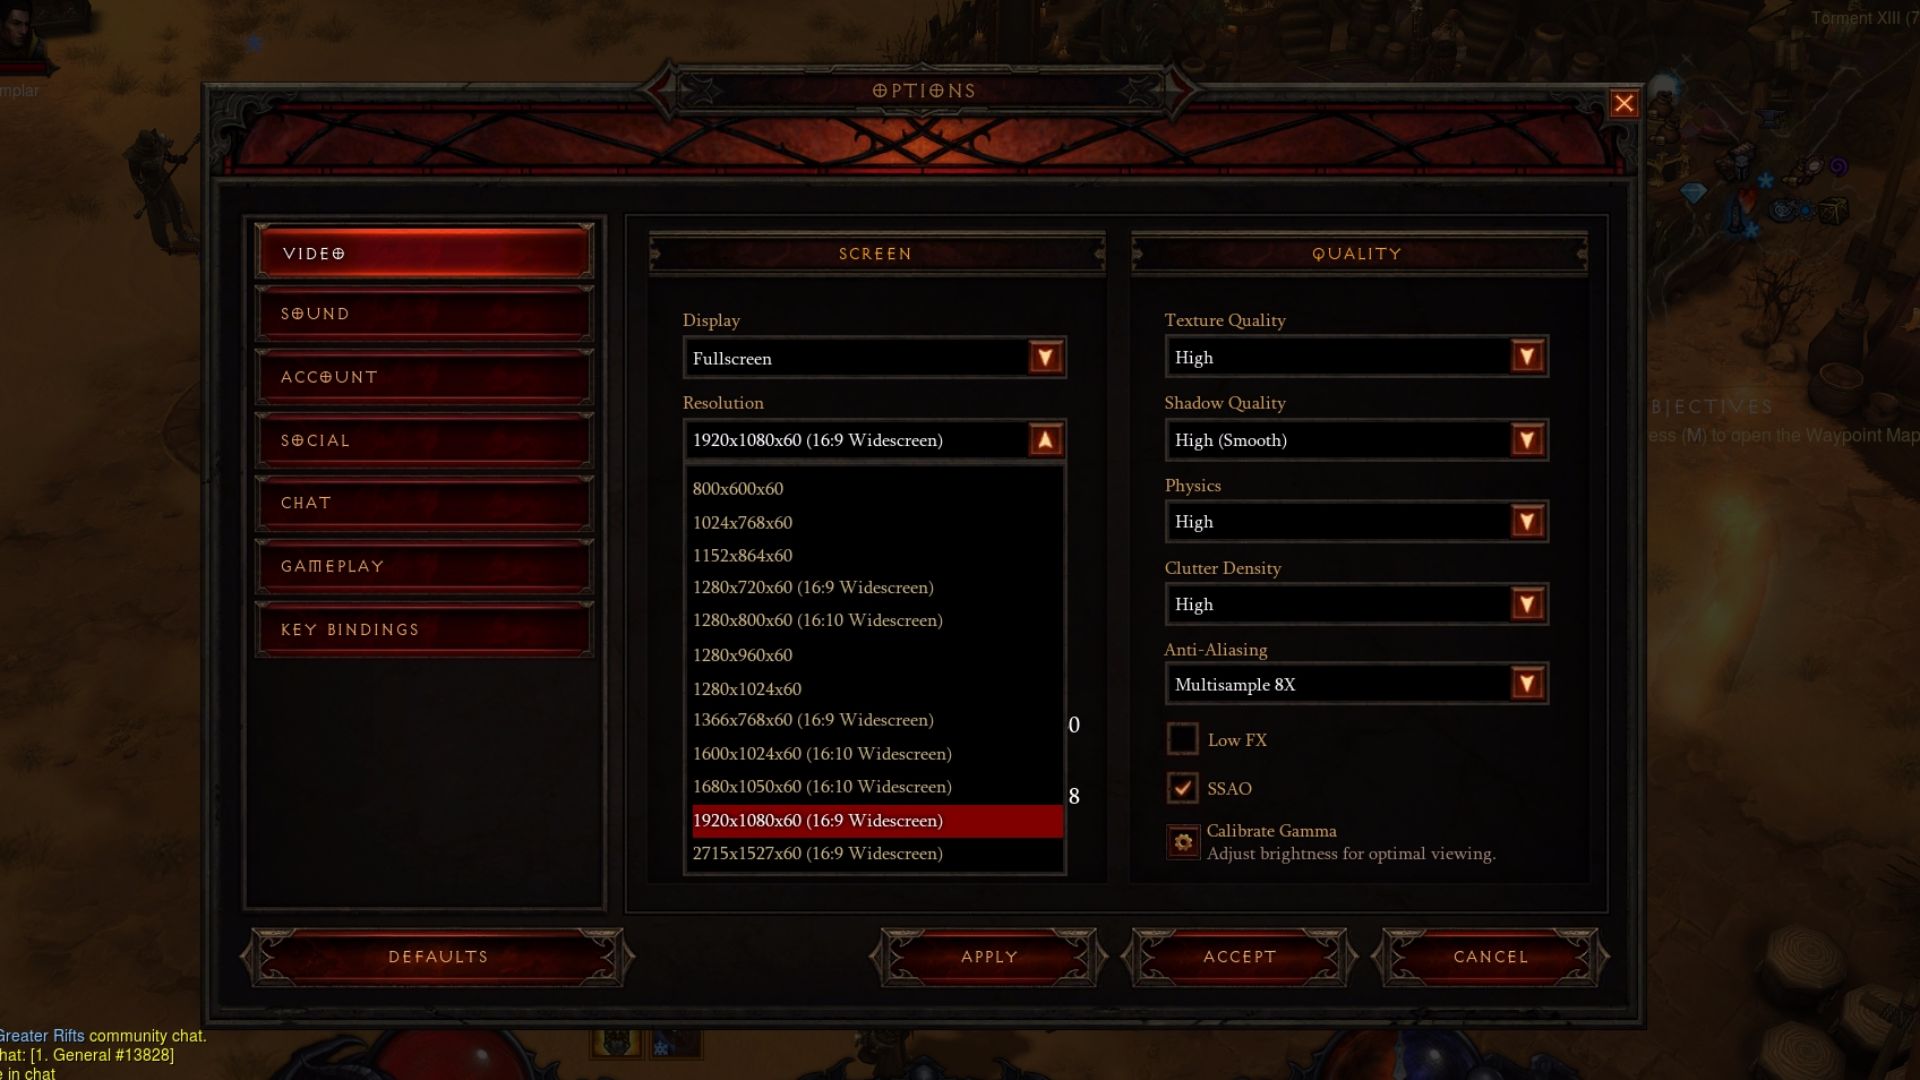 Torment XIII (7
mplar
OPTIONS
VIDEO
SOUND
ACCOUNT
SOCIAL
CHAT
GAMEPLAY
KEY BINDINGS
SCREEN
Display
Fullscreen
Resolution
1920x1080x60 (16:9 Widescreen)
800x600x60
1024x768x60
1152x864x60
1280x720x60 (16:9 Widescreen)
1280x800x60 (16:10 Widescreen)
1280x960x60
1280x1024x60
1366x768x60 (16:9 Widescreen)
1600x1024x60 (16:10 Widescreen)
1680x1050x60 (16:10 Widescreen)
1920x1080x60 (16:9 Widescreen)
2715x1527x60 (16:9 Widescreen)
0
8
QUALITY
Texture Quality
High
Shadow Quality
High (Smooth)
Physics
High
Clutter Density
High
Anti-Aliasing
Multisample 8X
Low FX
SSAO
Calibrate Gamma
Adjust brightness for optimal viewing.
BJECTIVES
ess (M) to open the Waypoint Map
DEFAULTS
APPLY
ACCEPT
CANCEL
Greater Rifts community chat.
hat: [1. General #13828]
e in chat